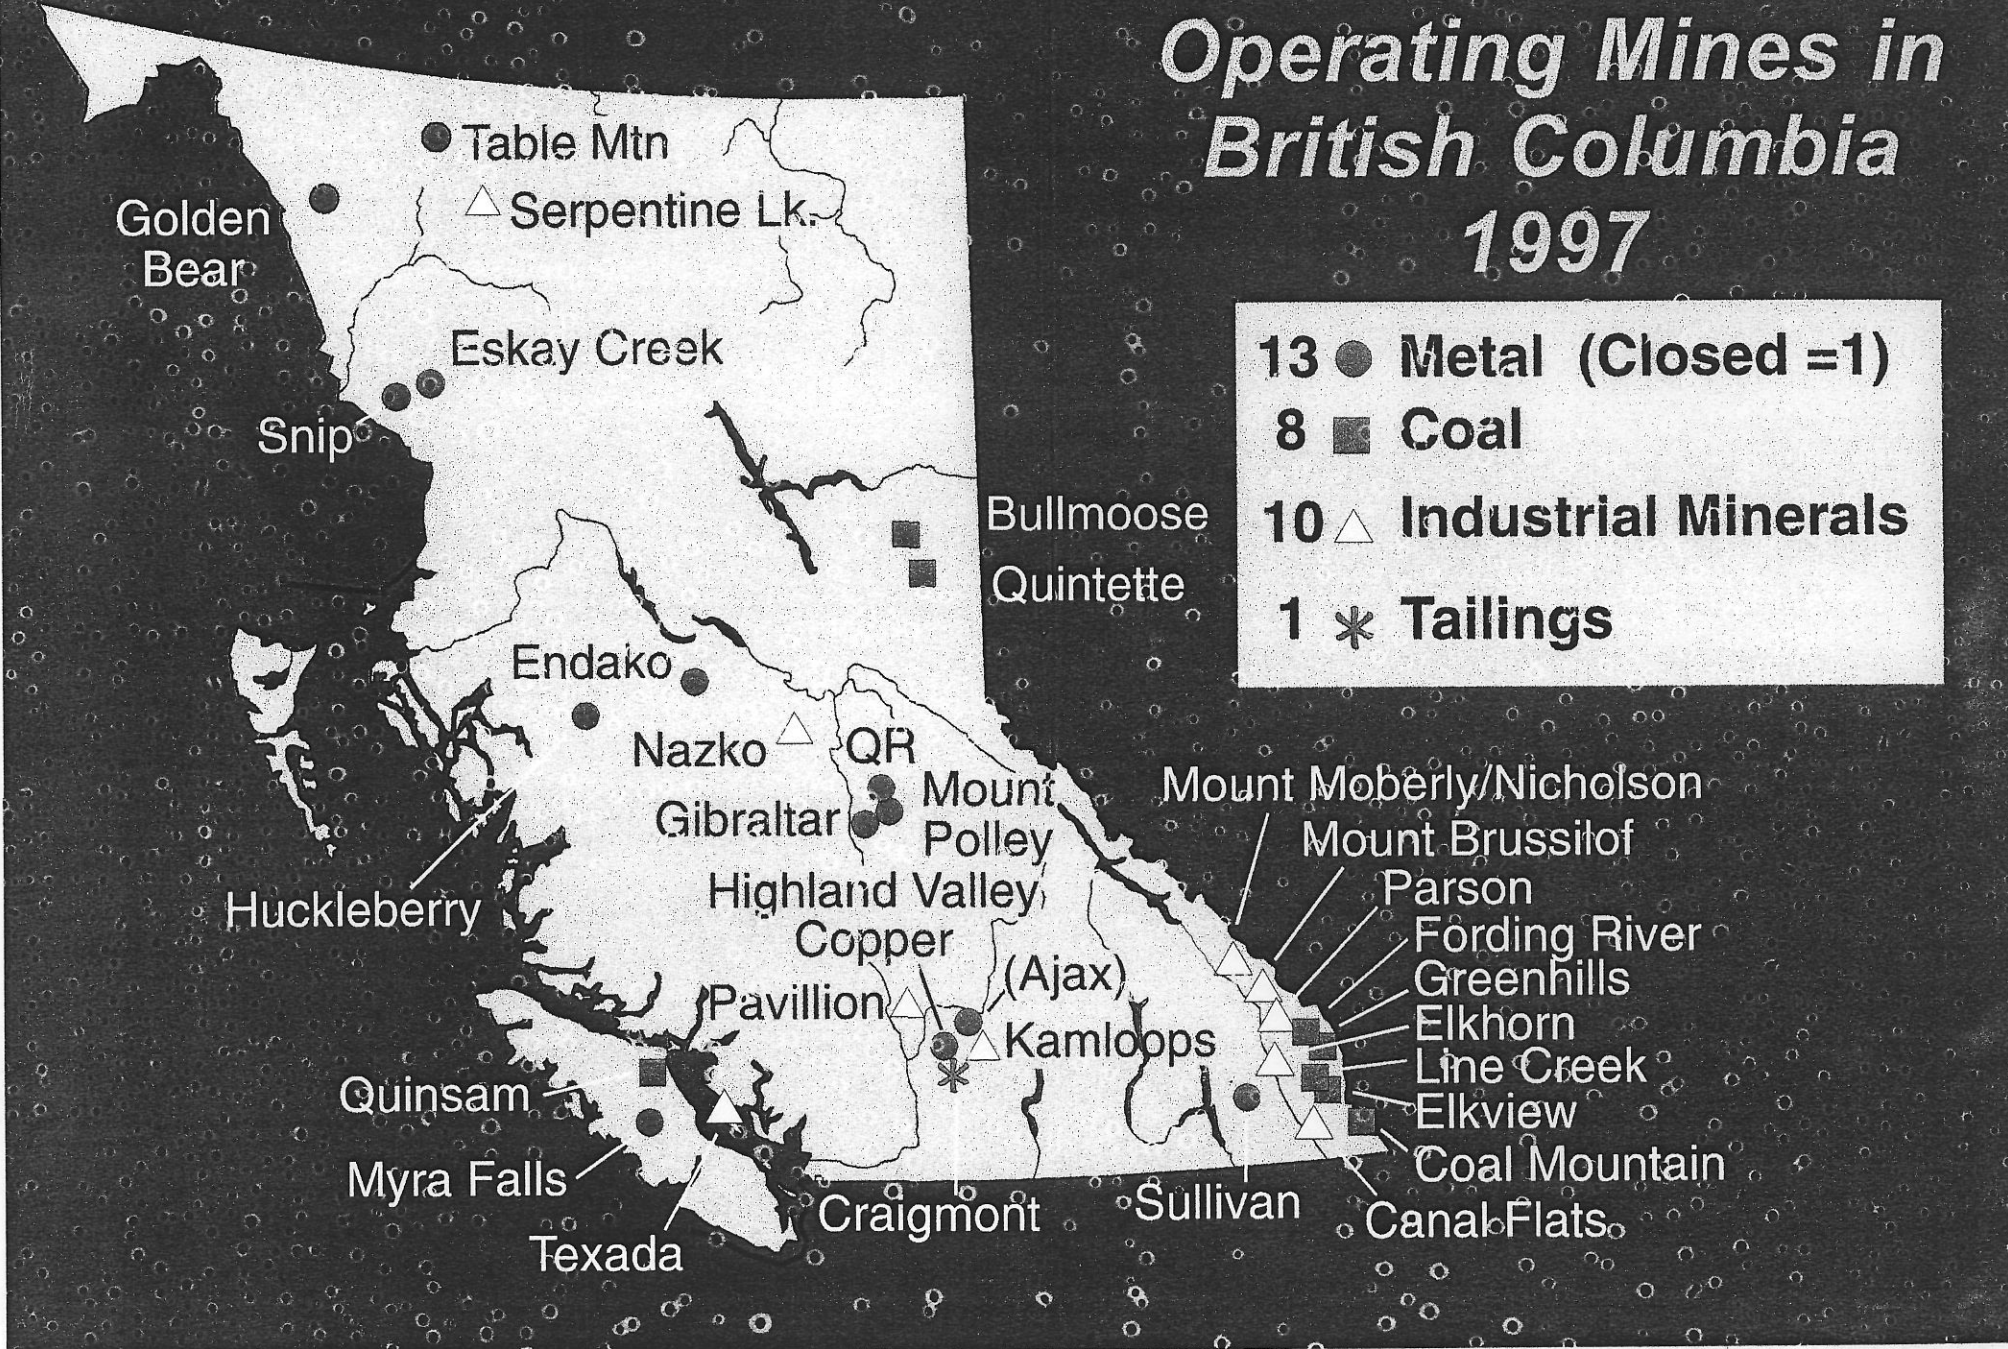 Operating Mines in
British Columbia
1997
13 Metal (Closed =1)
8 Coal
10 Industrial Minerals
1 Tailings
Table Mtn
Serpentine Lk.
Golden
Bear
Eskay Creek
Snip
Bullmoose
Quintette
Endako
Nazko
QR
Gibraltar
Mount
Polley
Huckleberry
Highland Valley
Copper
(Ajax)
Pavillion
Kamloops
Mount Moberly/Nicholson
Mount Brussilof
Parson
Fording River
Greenhills
Elkhorn
Line Creek
Elkview
Coal Mountain
Canal Flats
Quinsam
Myra Falls
Texada
Craigmont
Sullivan